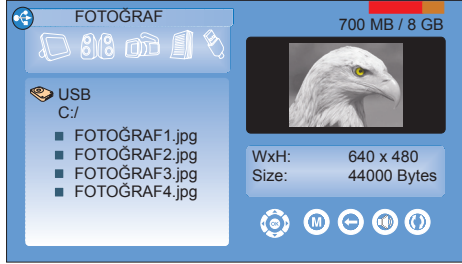 FOTOĞRAF
700 MB / 8 GB
USB
C:/
FOTOĞRAF1.jpg
FOTOĞRAF2.jpg
FOTOĞRAF3.jpg
FOTOĞRAF4.jpg
WxH: 640 x 480
Size: 44000 Bytes
OK
M